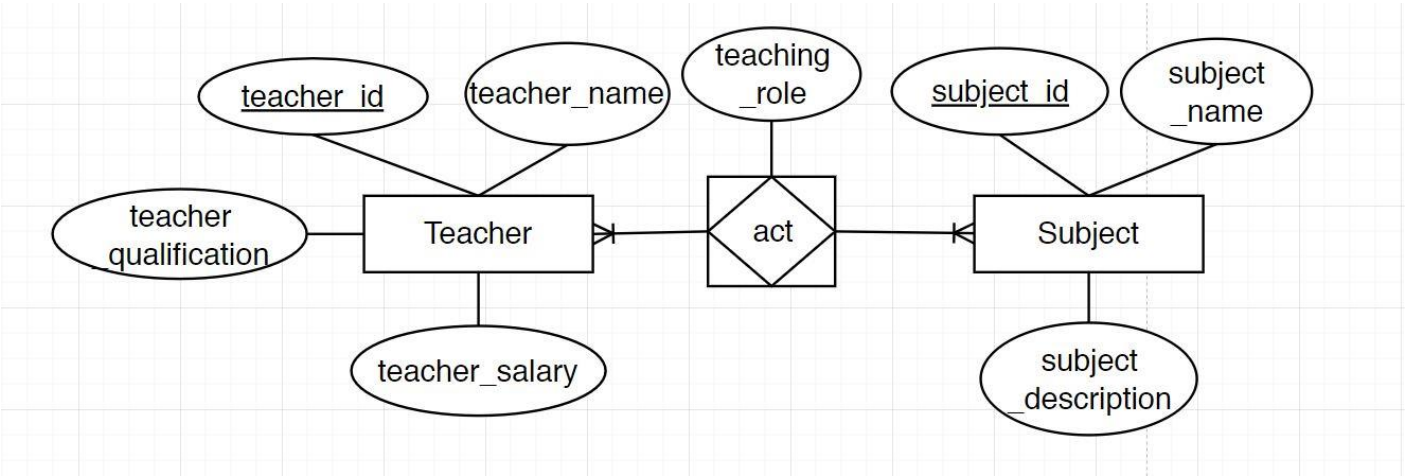 teacher_id
teacher_name
teaching
_role
subject_id
subject
_name
teacher
_qualification
Teacher
act
Subject
teacher_salary
subject
_description